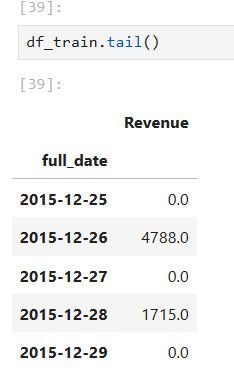 [39]:
df_train.tail()
[39]:
Revenue
full_date
2015-12-25 0.0
2015-12-26 4788.0
2015-12-27 0.0
2015-12-28 1715.0
2015-12-29 0.0